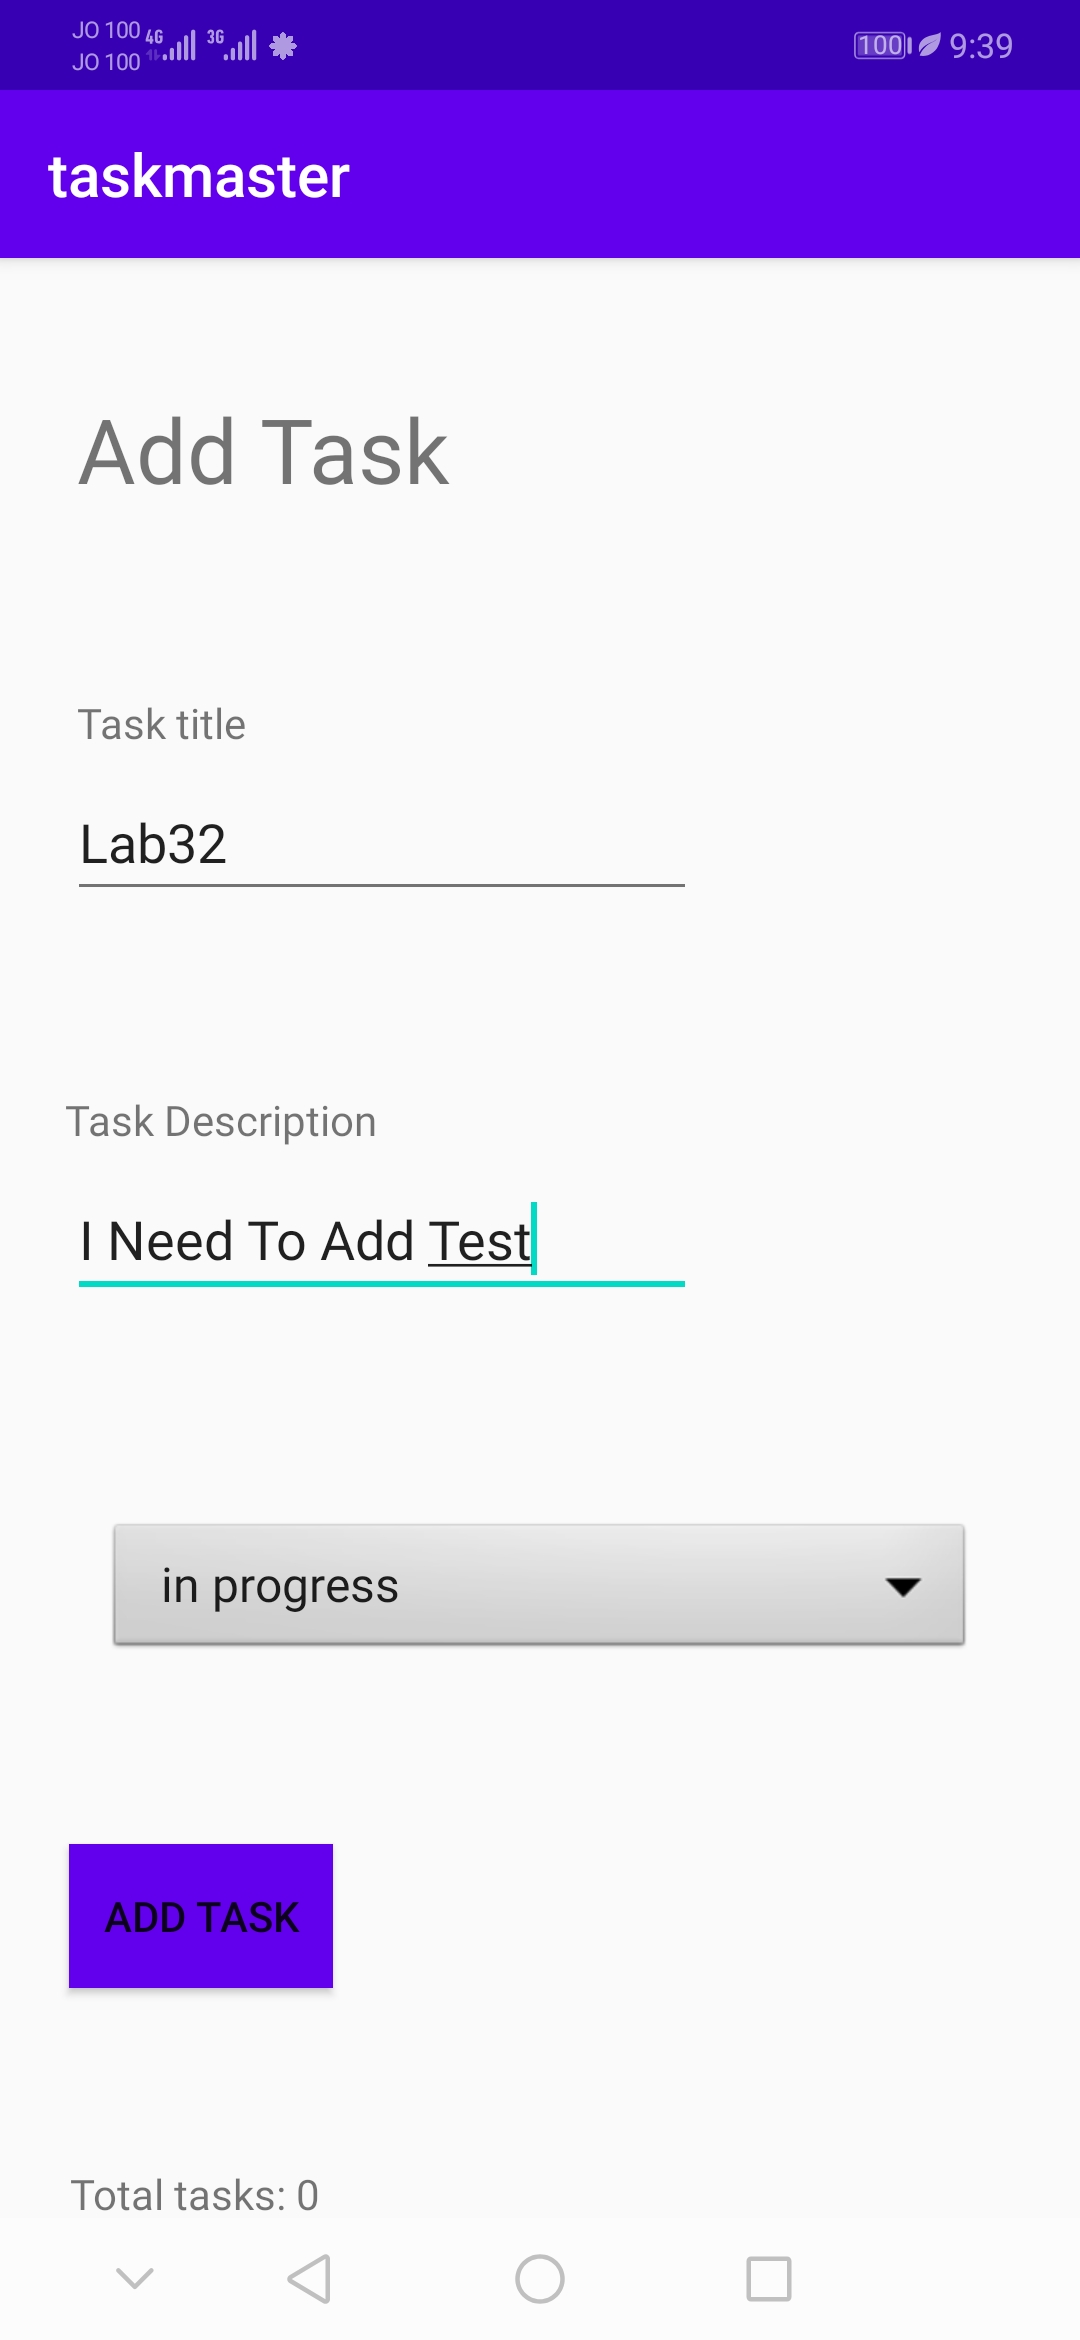 JO 100 4G 3G 100 9:39
JO 100
taskmaster
Add Task
Task title
Lab32
Task Description
I Need To Add Test
in progress
ADD TASK
Total tasks: 0